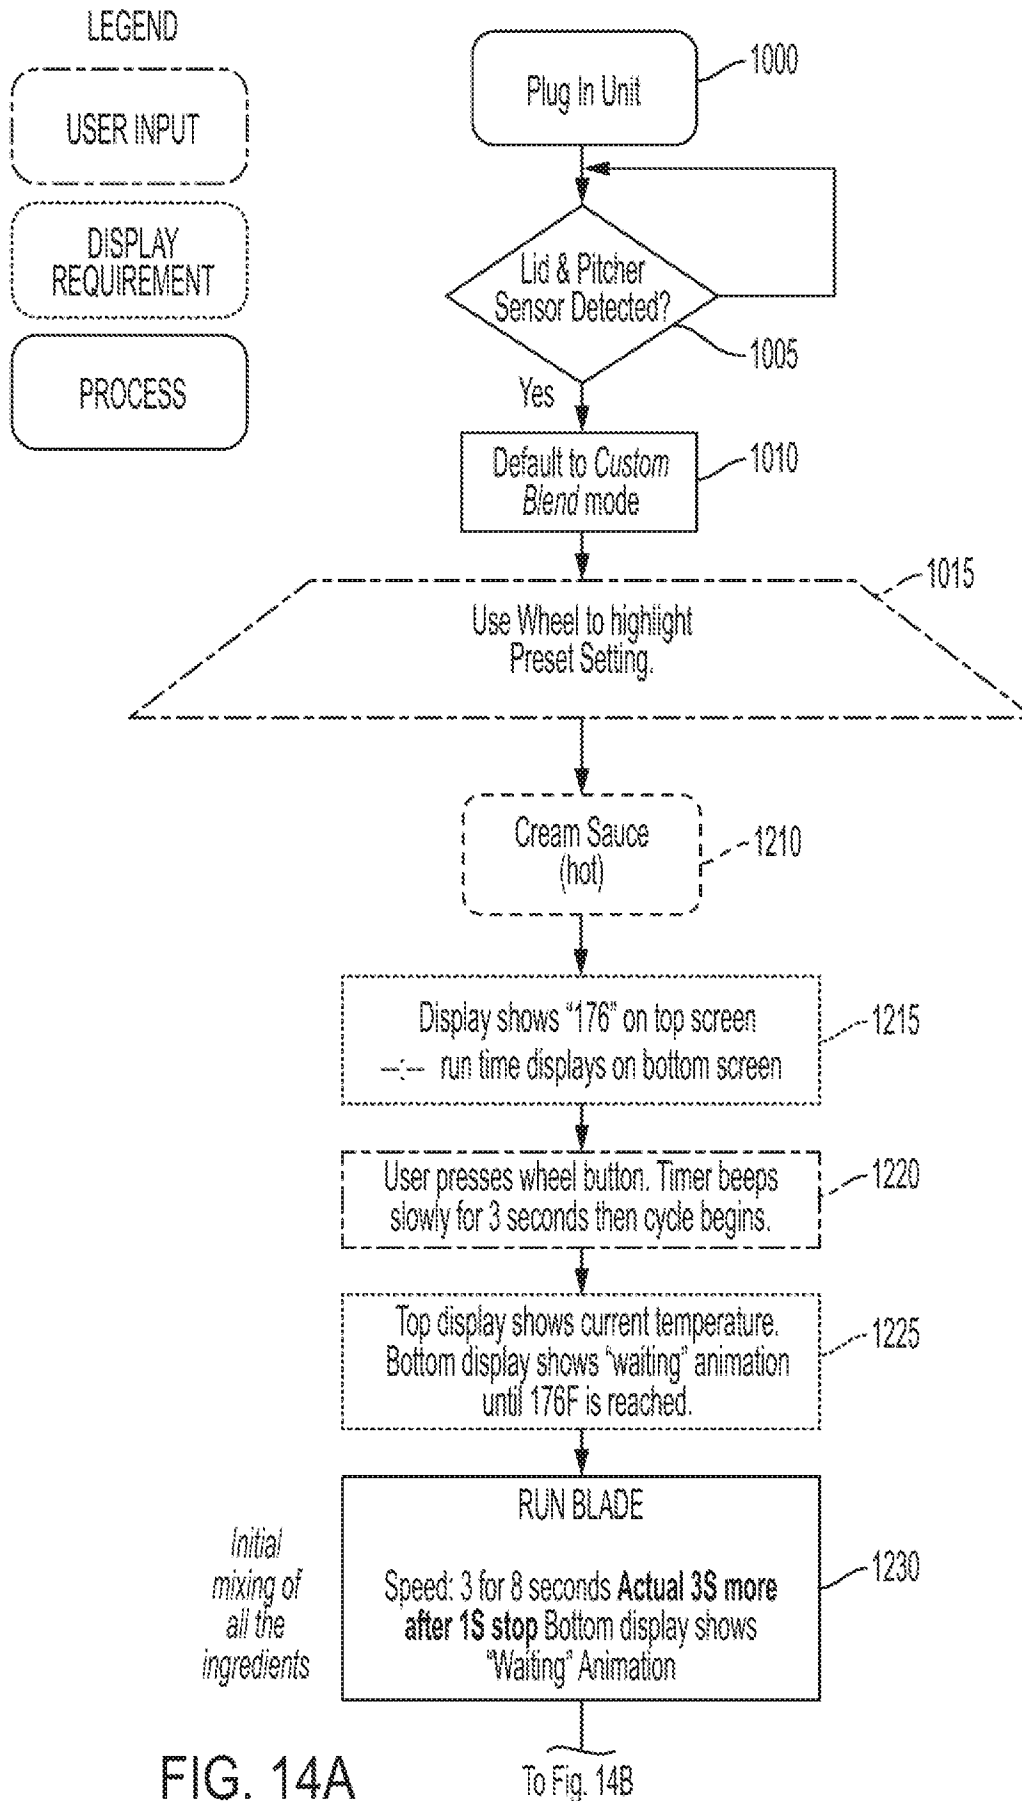 LEGEND
USER INPUT
DISPLAY
REQUIREMENT
PROCESS
Plug In Unit
1000
Lid & Pitcher
Sensor Detected?
1005
Yes
Default to Custom
Blend mode
1010
Use Wheel to highlight
Preset Setting.
1015
Cream Sauce
(hot)
1210
Display shows "176" on top screen
--:-- run time displays on bottom screen
1215
User presses wheel button. Timer beeps
slowly for 3 seconds then cycle begins.
1220
Top display shows current temperature.
Bottom display shows "waiting" animation
until 176F is reached.
1225
Initial
mixing of
all the
ingredients
RUN BLADE
Speed: 3 for 8 seconds Actual 3S more
after 1S stop Bottom display shows
"Waiting" Animation
1230
To Fig. 14B
FIG. 14A